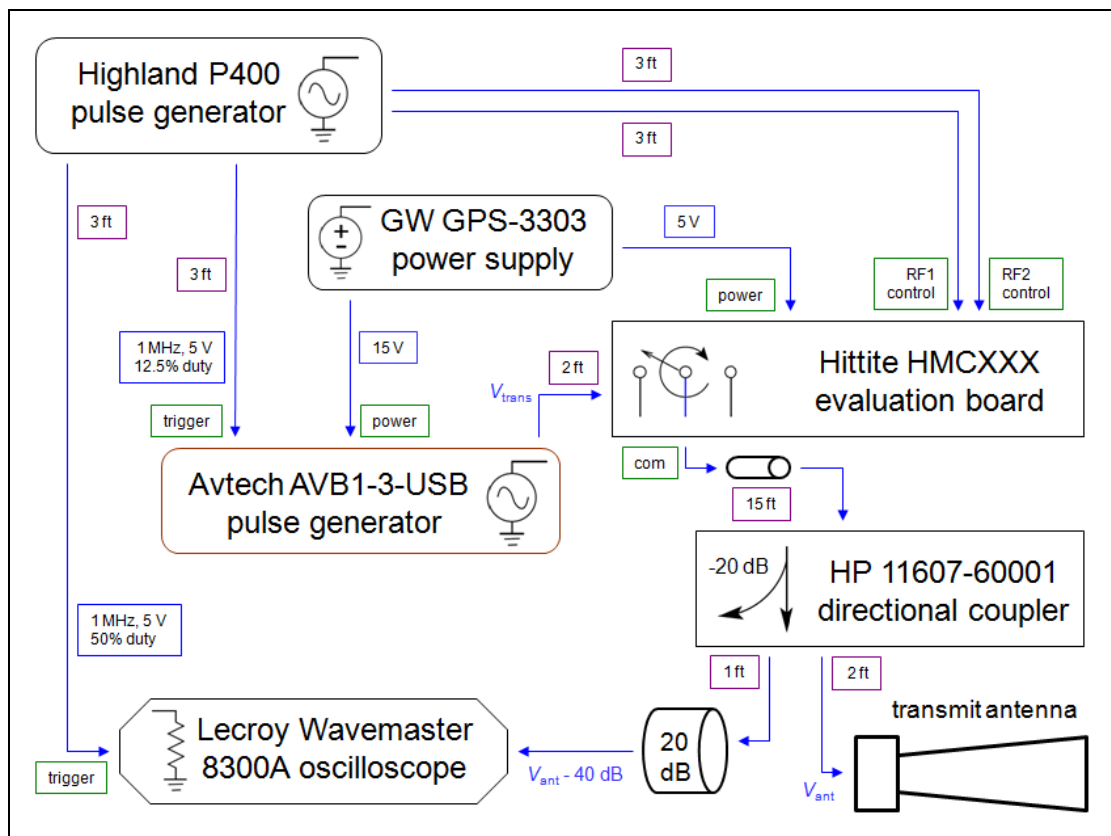 Highland P400
pulse generator
3 ft
3 ft
3 ft
3 ft
GW GPS-3303
power supply
5 V
RF1
control
RF2
control
power
1 MHz, 5 V
12.5% duty
15 V
2 ft
Vtrans
Hittite HMCXXX
evaluation board
trigger
power
com
Avtech AVB1-3-USB
pulse generator
15 ft
-20 dB
HP 11607-60001
directional coupler
1 MHz, 5 V
50% duty
1 ft
2 ft
transmit antenna
Lecroy Wavemaster
8300A oscilloscope
20
dB
trigger
Vant - 40 dB
Vant